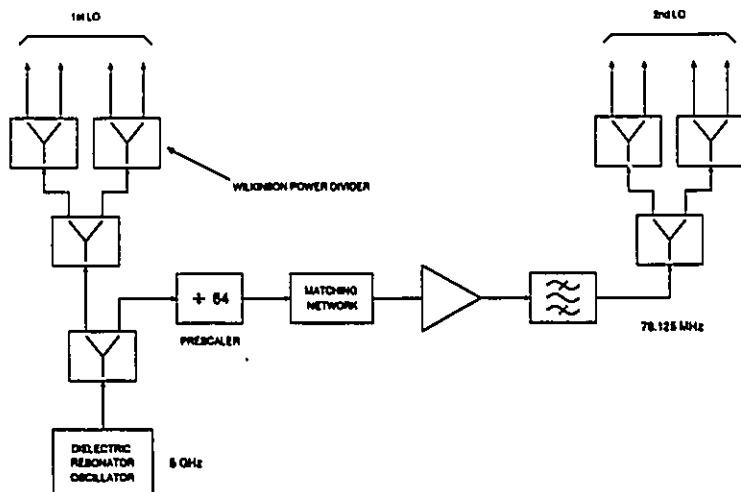 1st LO
2nd LO
WILKINSON POWER DIVIDER
÷ 64
PRESCALER
MATCHING
NETWORK
78.125 MHz
DIELECTRIC
RESONATOR
OSCILLATOR
5 GHz